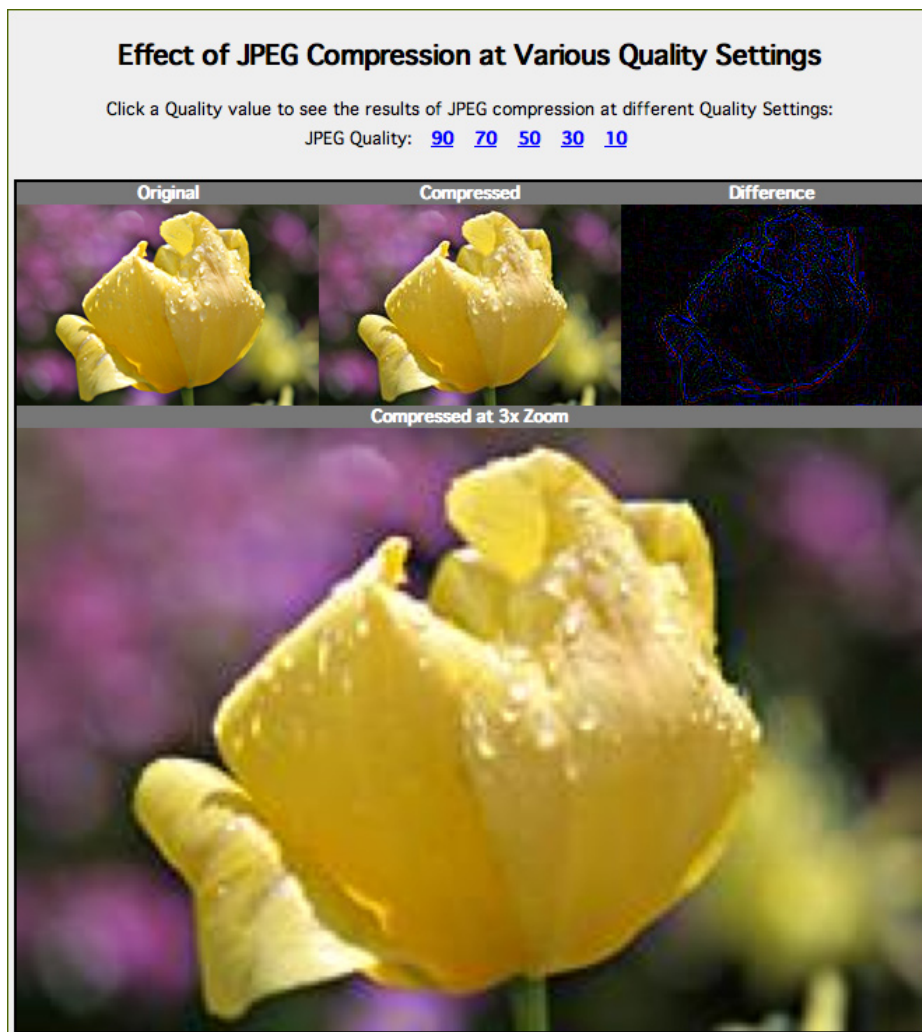 Effect of JPEG Compression at Various Quality Settings
Click a Quality value to see the results of JPEG compression at different Quality Settings:
JPEG Quality: 90 70 50 30 10
Original Compressed Difference
Compressed at 3x Zoom